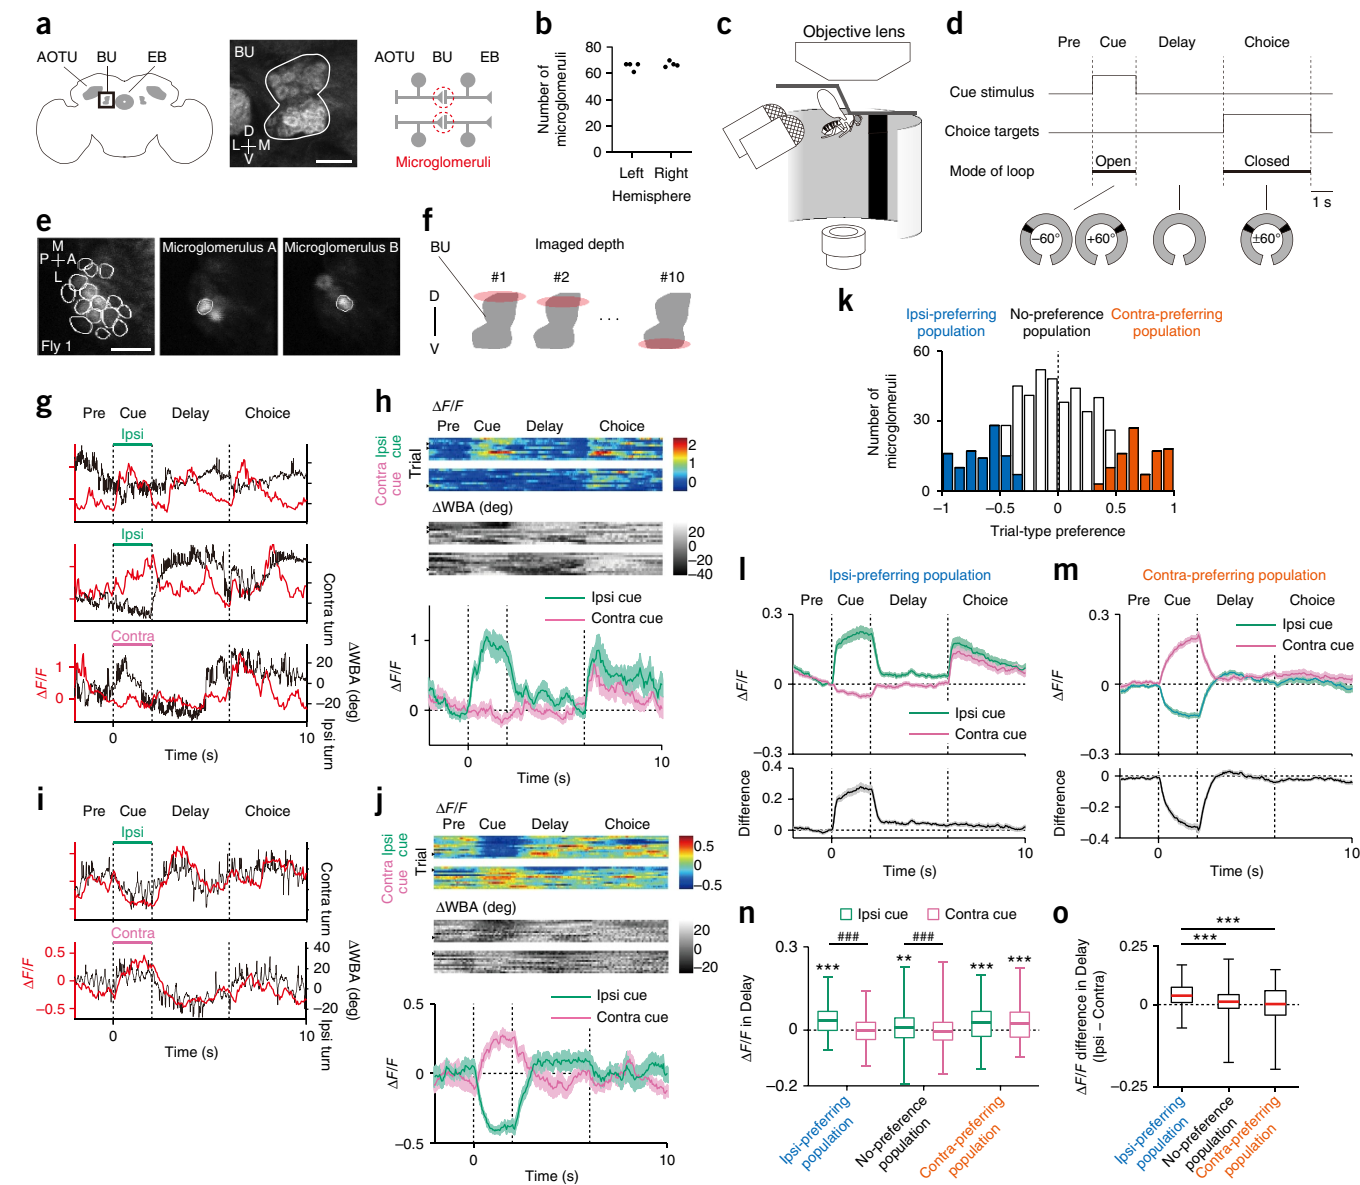 a
AOTU BU EB
BU
D
L M
V
AOTU BU EB
Microglomeruli
b
Number of
microglomeruli
80
60
40
20
0
Left Right
Hemisphere
c
Objective lens
d
Pre Cue Delay Choice
Cue stimulus
Choice targets
Mode of loop
Open
Closed
1 s
−60°
+60°
±60°
e
M
P A
L
Fly 1
Microglomerulus A
Microglomerulus B
f
BU
Imaged depth
#1 #2 #10
. . .
D
V
g
Pre Cue Delay Choice
Ipsi
Ipsi
Contra
1
0
ΔF/F
Contra turn
20
0
−20
ΔWBA (deg)
Ipsi turn
0 10
Time (s)
h
ΔF/F
Pre Cue Delay Choice
Ipsi
cue
Contra
cue
Trial
2
1
0
ΔWBA (deg)
20
0
−20
−40
Ipsi cue
Contra cue
ΔF/F
1
0
0 10
Time (s)
i
Pre Cue Delay Choice
Ipsi
Contra
0.5
0
−0.5
ΔF/F
Contra turn
40
20
0
−20
ΔWBA (deg)
Ipsi turn
0 10
Time (s)
j
ΔF/F
Pre Cue Delay Choice
Ipsi
cue
Contra
cue
Trial
0.5
0
−0.5
ΔWBA (deg)
20
0
−20
Ipsi cue
Contra cue
ΔF/F
0.5
0
−0.5
0 10
Time (s)
k
Ipsi-preferring
population
No-preference
population
Contra-preferring
population
Number of
microglomeruli
60
30
0
−1 −0.5 0 0.5 1
Trial-type preference
l
Ipsi-preferring population
Pre Cue Delay Choice
ΔF/F
0.3
0
−0.3
Ipsi cue
Contra cue
Difference
0.4
0.2
0
0 10
Time (s)
m
Contra-preferring population
Pre Cue Delay Choice
Ipsi cue
Contra cue
ΔF/F
0.3
0
−0.3
Difference
0
−0.2
−0.4
0 10
Time (s)
n
Ipsi cue Contra cue
ΔF/F in Delay
0.3
0
−0.2
### ###
*** ** *** ***
Ipsi-preferring
population
No-preference
population
Contra-preferring
population
o
ΔF/F difference in Delay
(Ipsi − Contra)
0.25
0
−0.25
***
***
Ipsi-preferring
population
No-preference
population
Contra-preferring
population